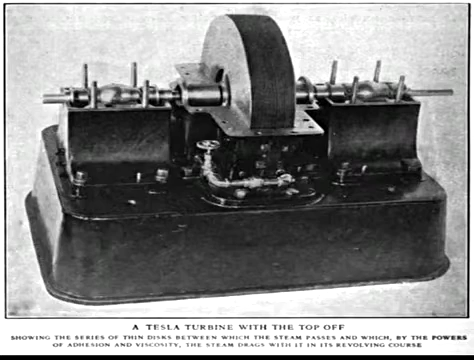 A TESLA TURBINE WITH THE TOP OFF
SHOWING THE SERIES OF THIN DISKS BETWEEN WHICH THE STEAM PASSES AND WHICH, BY THE POWERS
OF ADHESION AND VISCOSITY, THE STEAM DRAGS WITH IT IN ITS REVOLVING COURSE